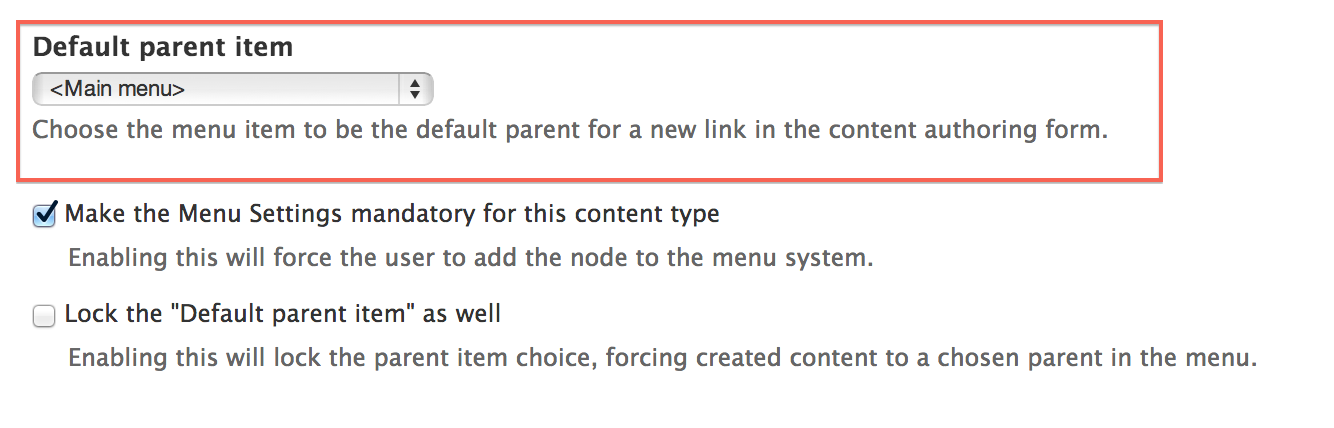 Default parent item
<Main menu>
Choose the menu item to be the default parent for a new link in the content authoring form.
Make the Menu Settings mandatory for this content type
Enabling this will force the user to add the node to the menu system.
Lock the "Default parent item" as well
Enabling this will lock the parent item choice, forcing created content to a chosen parent in the menu.